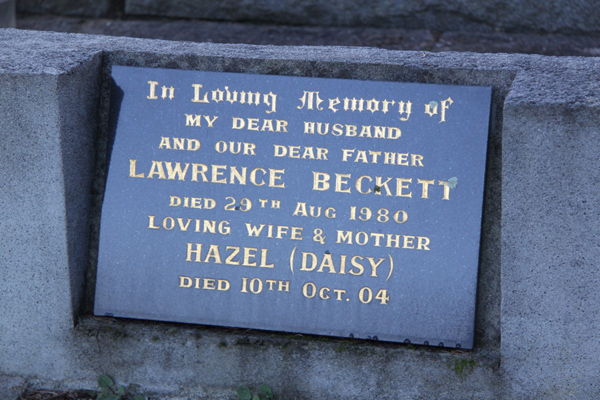 In Loving Memory of
MY DEAR HUSBAND
AND OUR DEAR FATHER
LAWRENCE BECKETT
DIED 29TH AUG 1980
LOVING WIFE & MOTHER
HAZEL (DAISY)
DIED 10TH OCT. 04